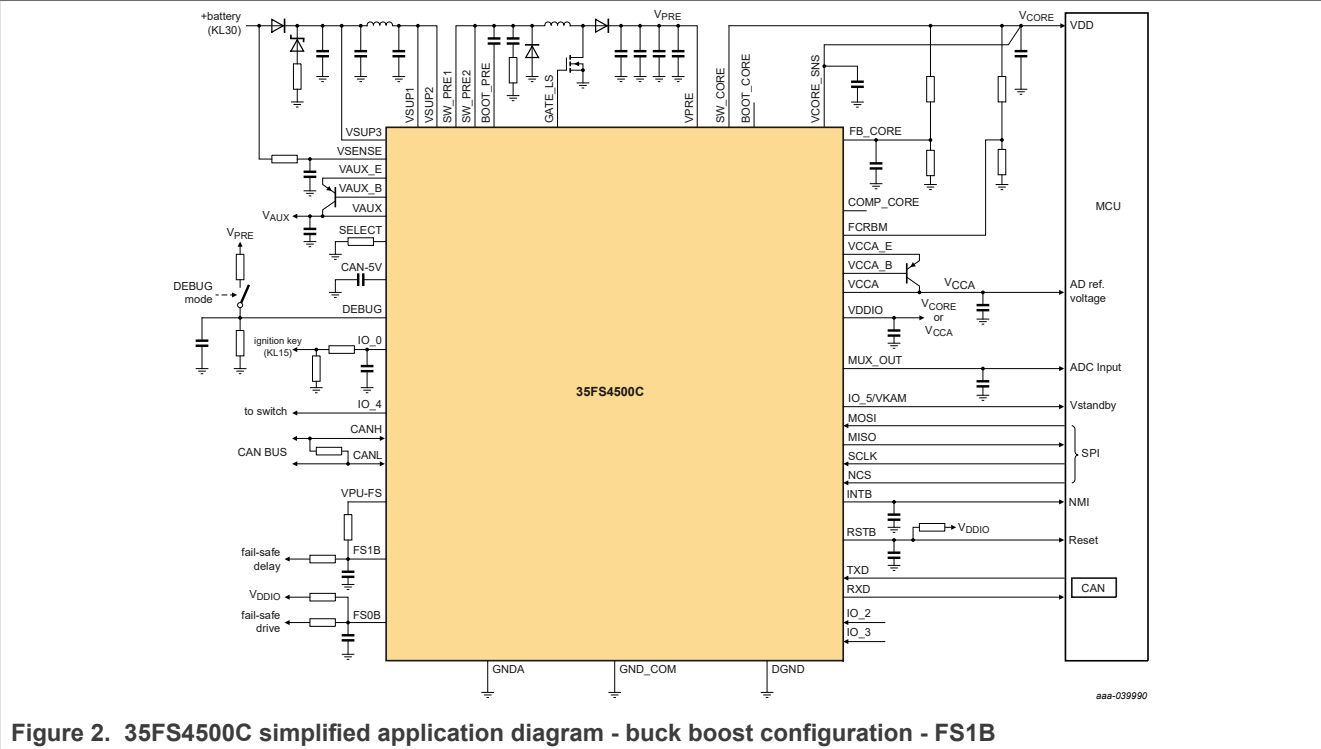 +battery
(KL30)
VPRE
VCORE
VDD
VSUP1
VSUP2
SW_PRE1
SW_PRE2
BOOT_PRE
GATE_LS
VPRE
SW_CORE
BOOT_CORE
VCORE_SNS
VSUP3
VSENSE
VAUX_E
VAUX_B
VAUX
VAUX
SELECT
VPRE
CAN-5V
DEBUG
mode
DEBUG
ignition key
(KL15)
IO_0
to switch
IO_4
CANH
CAN BUS
CANL
VPU-FS
fail-safe
delay
FS1B
VDDIO
fail-safe
drive
FS0B
35FS4500C
FB_CORE
COMP_CORE
FCRBM
VCCA_E
VCCA_B
VCCA
VCCA
VDDIO
VCORE
or
VCCA
MUX_OUT
IO_5/VKAM
MOSI
MISO
SCLK
NCS
INTB
RSTB
VDDIO
TXD
RXD
IO_2
IO_3
MCU
AD ref.
voltage
ADC Input
Vstandby
SPI
NMI
Reset
CAN
GNDA
GND_COM
DGND
aaa-039990
Figure 2. 35FS4500C simplified application diagram - buck boost configuration - FS1B